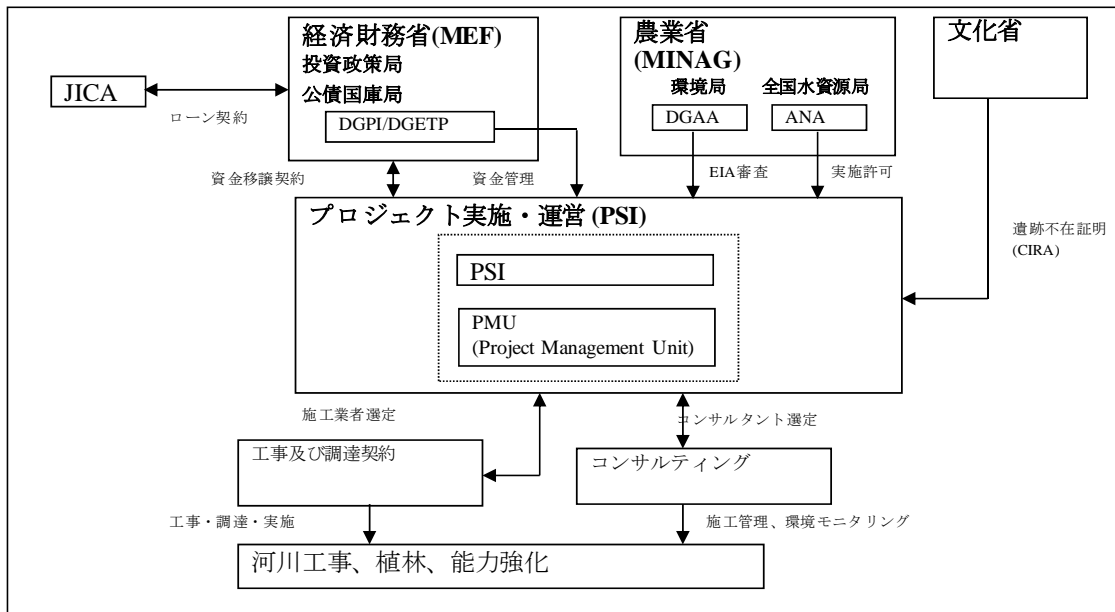 経済財務省(MEF)
投資政策局
公債国庫局
DGPI/DGETP
農業省
(MINAG)
環境局
全国水資源局
DGAA
ANA
文化省
JICA
ローン契約
資金移譲契約
資金管理
EIA審査
実施許可
遺跡不在証明
(CIRA)
プロジェクト実施・運営 (PSI)
PSI
PMU
(Project Management Unit)
施工業者選定
コンサルタント選定
工事及び調達契約
コンサルティング
工事・調達・実施
施工管理、環境モニタリング
河川工事、植林、能力強化